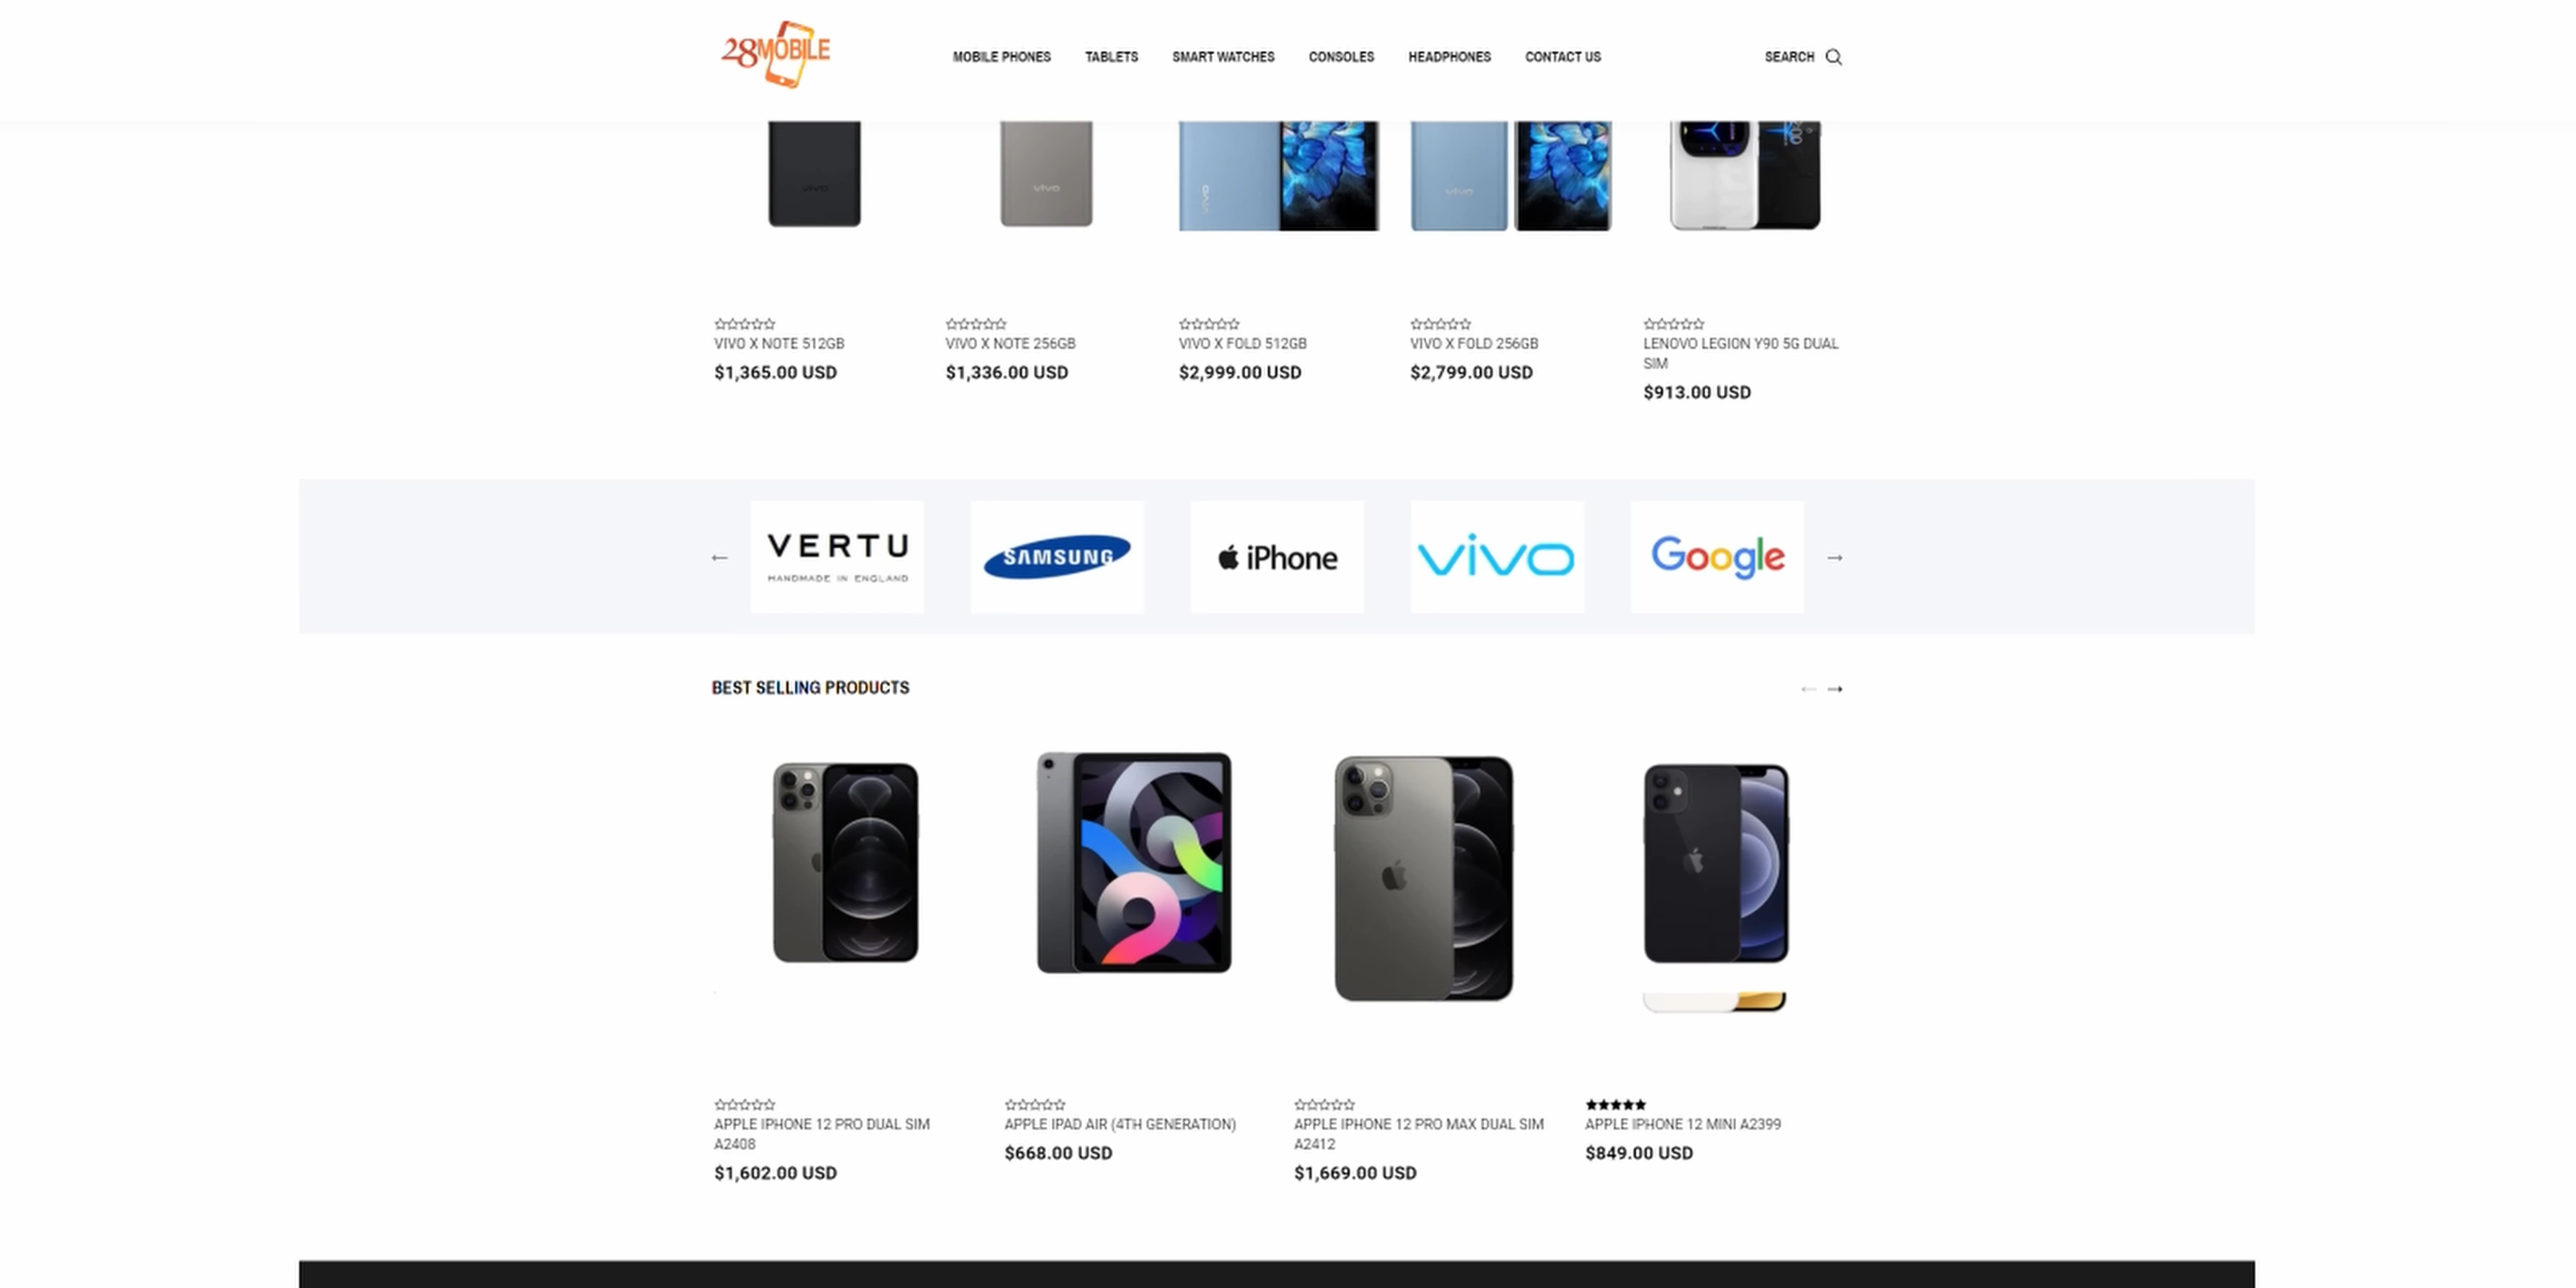 28MOBILE
MOBILE PHONES TABLETS SMART WATCHES CONSOLES HEADPHONES CONTACT US SEARCH
vivo vivo vivo vivo
VIVO X NOTE 512GB
$1,365.00 USD
VIVO X NOTE 256GB
$1,336.00 USD
VIVO X FOLD 512GB
$2,999.00 USD
VIVO X FOLD 256GB
$2,799.00 USD
LENOVO LEGION Y90 5G DUAL
SIM
$913.00 USD
VERTU
HANDMADE IN ENGLAND
SAMSUNG
iPhone
vivo
Google
BEST SELLING PRODUCTS
APPLE IPHONE 12 PRO DUAL SIM
A2408
$1,602.00 USD
APPLE IPAD AIR (4TH GENERATION)
$668.00 USD
APPLE IPHONE 12 PRO MAX DUAL SIM
A2412
$1,669.00 USD
APPLE IPHONE 12 MINI A2399
$849.00 USD